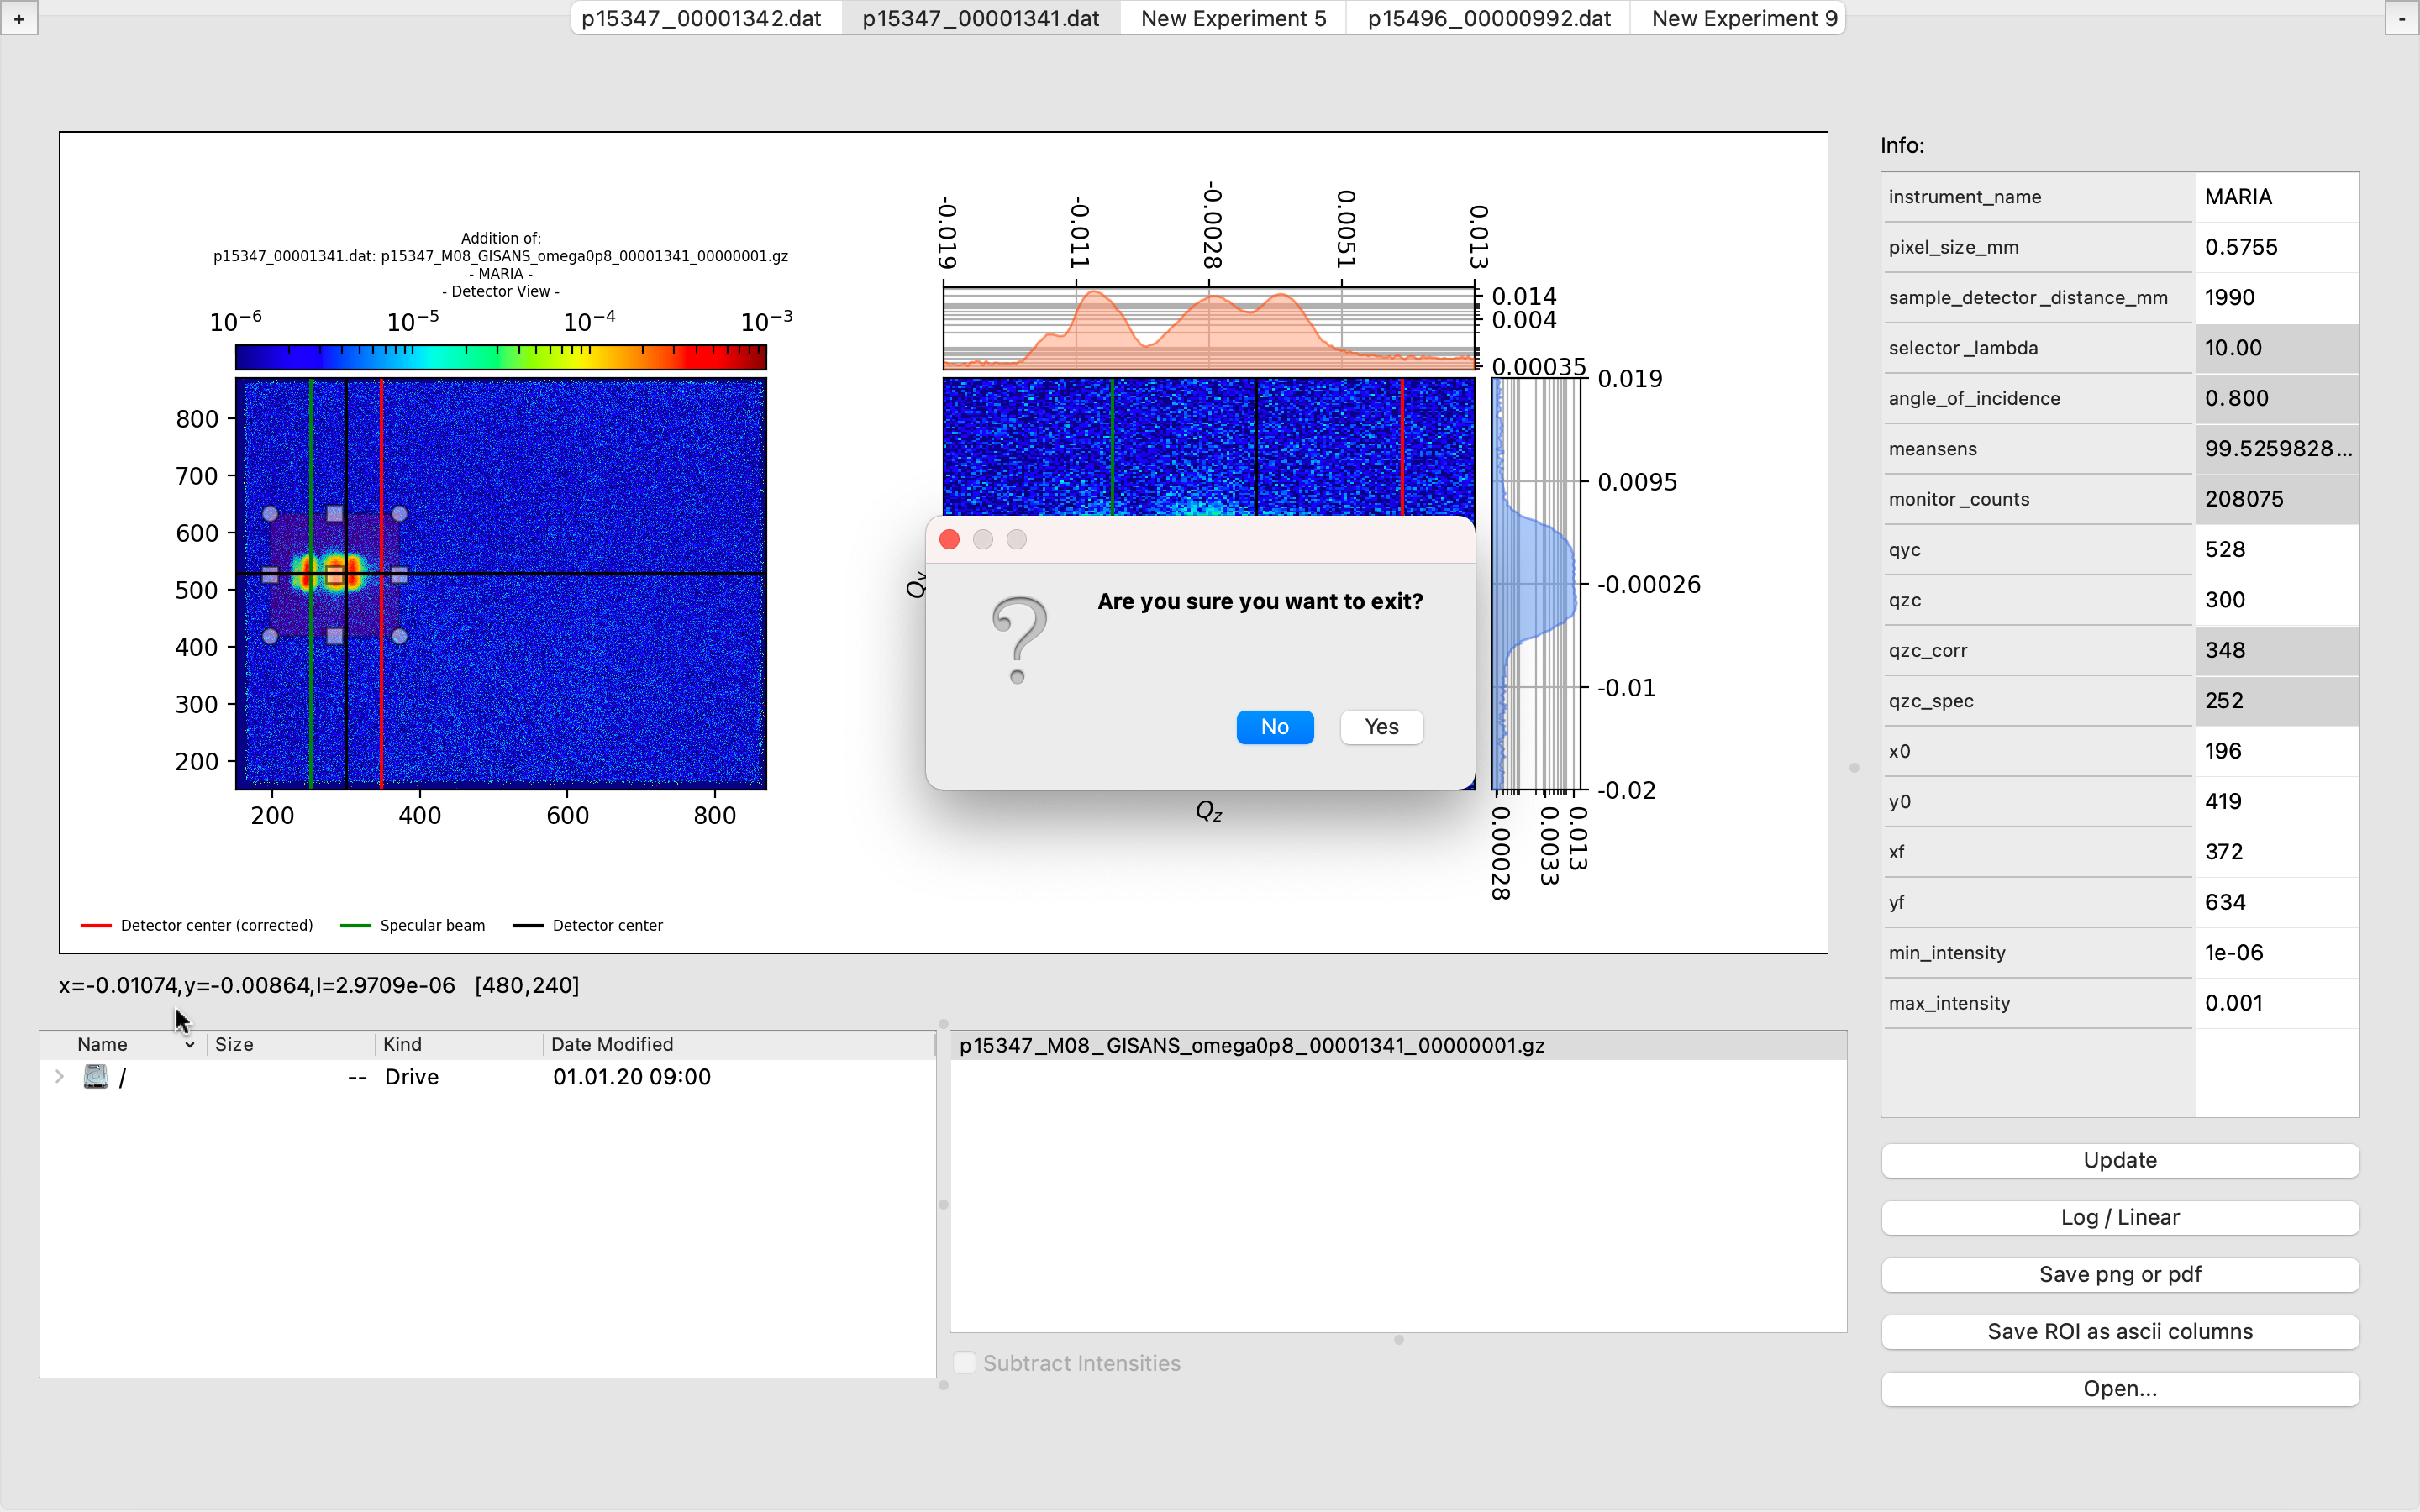 +
p15347_00001342.dat
p15347_00001341.dat
New Experiment 5
p15496_00000992.dat
New Experiment 9
-
Addition of:
p15347_00001341.dat: p15347_M08_GISANS_omega0p8_00001341_00000001.gz
- MARIA -
- Detector View -
10⁻⁶ 10⁻⁵ 10⁻⁴ 10⁻³
800
700
600
500
400
300
200
200 400 600 800
Detector center (corrected) Specular beam Detector center
-0.019 -0.011 -0.0028 0.0051 0.013
0.014
0.004
0.00035
0.019
0.0095
-0.00026
-0.01
-0.02
0.00028 0.0033 0.013
Qz
Are you sure you want to exit?
No Yes
x=-0.01074,y=-0.00864,I=2.9709e-06 [480,240]
Name Size Kind Date Modified
/ -- Drive 01.01.20 09:00
p15347_M08_GISANS_omega0p8_00001341_00000001.gz
Subtract Intensities
Info:
instrument_name MARIA
pixel_size_mm 0.5755
sample_detector_distance_mm 1990
selector_lambda 10.00
angle_of_incidence 0.800
meansens 99.5259828...
monitor_counts 208075
qyc 528
qzc 300
qzc_corr 348
qzc_spec 252
x0 196
y0 419
xf 372
yf 634
min_intensity 1e-06
max_intensity 0.001
Update
Log / Linear
Save png or pdf
Save ROI as ascii columns
Open...